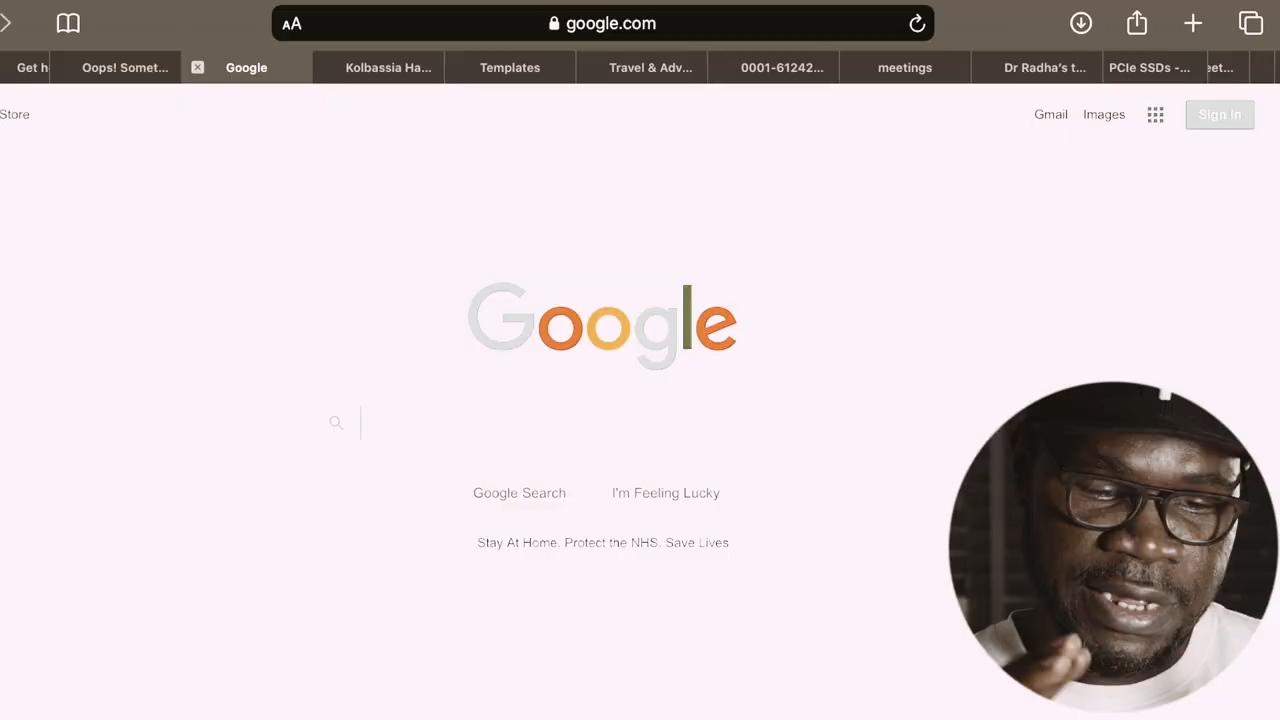 AA google.com
Get h Oops! Somet... Google Kolbassia Ha... Templates Travel & Adv... 0001-61242... meetings Dr Radha's t... PCIe SSDs -... eet...
Store Gmail Images Sign in
Google
Google Search I'm Feeling Lucky
Stay At Home. Protect the NHS. Save Lives